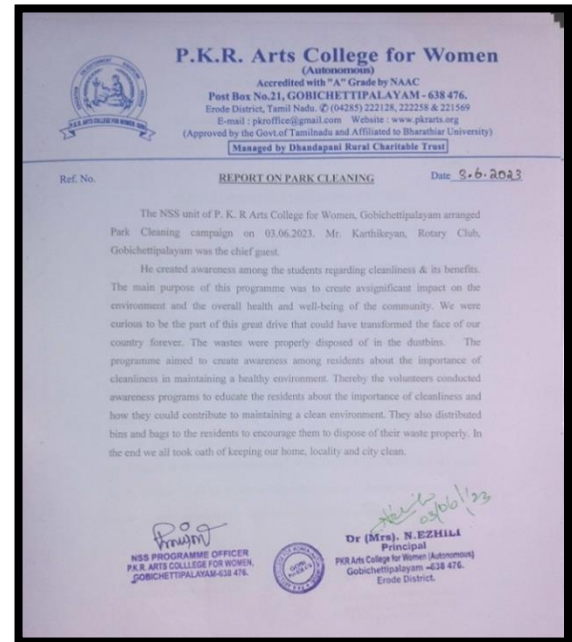 P.K.R. Arts College for Women
(Autonomous)
Accredited with "A" Grade by NAAC
Post Box No.21, GOBICHETTIPALAYAM - 638 476.
Erode District, Tamil Nadu. ✆ (04285) 222128, 222258 & 221569
E-mail : pkroffice@gmail.com Website : www.pkrarts.org
(Approved by the Govt.of Tamilnadu and Affiliated to Bharathiar University)
Managed by Dhandapani Rural Charitable Trust
Ref. No. REPORT ON PARK CLEANING Date 3.6.2023
The NSS unit of P. K. R Arts College for Women, Gobichettipalayam arranged
Park Cleaning campaign on 03.06.2023. Mr. Karthikeyan, Rotary Club,
Gobichettipalayam was the chief guest.
He created awareness among the students regarding cleanliness & its benefits.
The main purpose of this programme was to create avsignificant impact on the
environment and the overall health and well-being of the community. We were
curious to be the part of this great drive that could have transformed the face of our
country forever. The wastes were properly disposed of in the dustbins. The
programme aimed to create awareness among residents about the importance of
cleanliness in maintaining a healthy environment. Thereby the volunteers conducted
awareness programs to educate the residents about the importance of cleanliness and
how they could contribute to maintaining a clean environment. They also distributed
bins and bags to the residents to encourage them to dispose of their waste properly. In
the end we all took oath of keeping our home, locality and city clean.
03/06/'23
NSS PROGRAMME OFFICER
P.K.R. ARTS COLLLEGE FOR WOMEN,
GOBICHETTIPALAYAM-638 476.
Dr (Mrs). N.EZHILI
Principal
PKR Arts College for Women (Autonomous)
Gobichettipalayam -638 476.
Erode District.